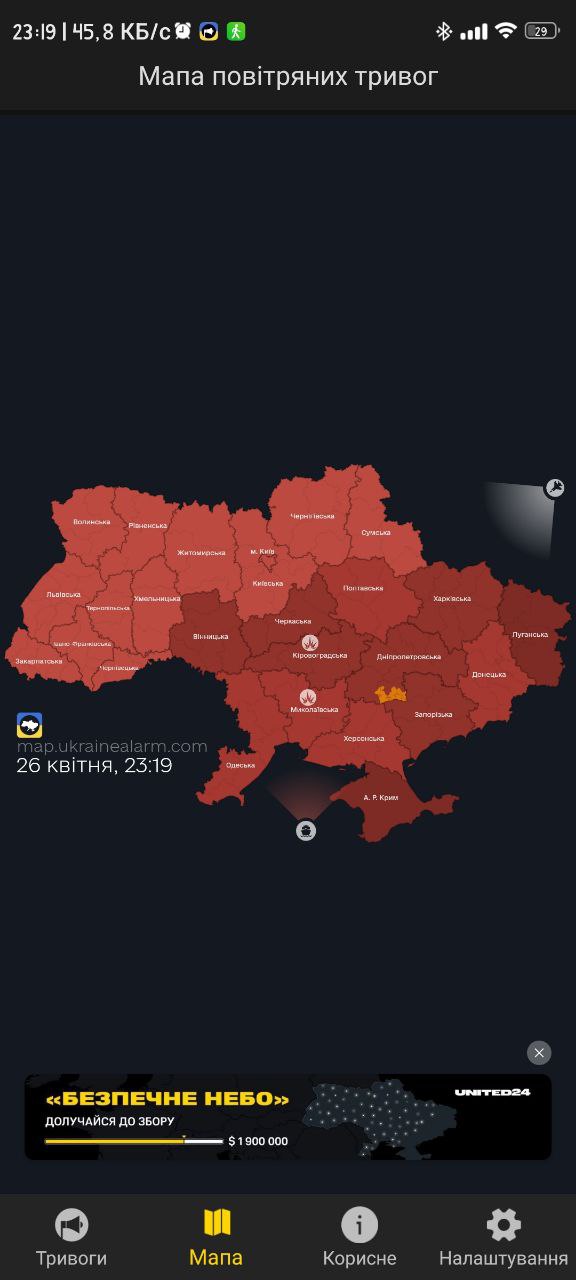 23:19 | 45,8 КБ/с
29
Мапа повітряних тривог
Чернігівська
Волинська
Рівненська
Сумська
Житомирська
м. Київ
Київська
Полтавська
Львівська
Хмельницька
Харківська
Тернопільська
Черкаська
Вінницька
Луганська
Івано-Франківська
Кіровоградська
Дніпропетровська
Закарпатська
Чернівецька
Донецька
Миколаївська
Запорізька
Херсонська
map.ukrainealarm.com
26 квітня, 23:19
Одеська
А. Р. Крим
«БЕЗПЕЧНЕ НЕБО»
UNITED24
ДОЛУЧАЙСЯ ДО ЗБОРУ
$ 1 900 000
Тривоги
Мапа
Корисне
Налаштування